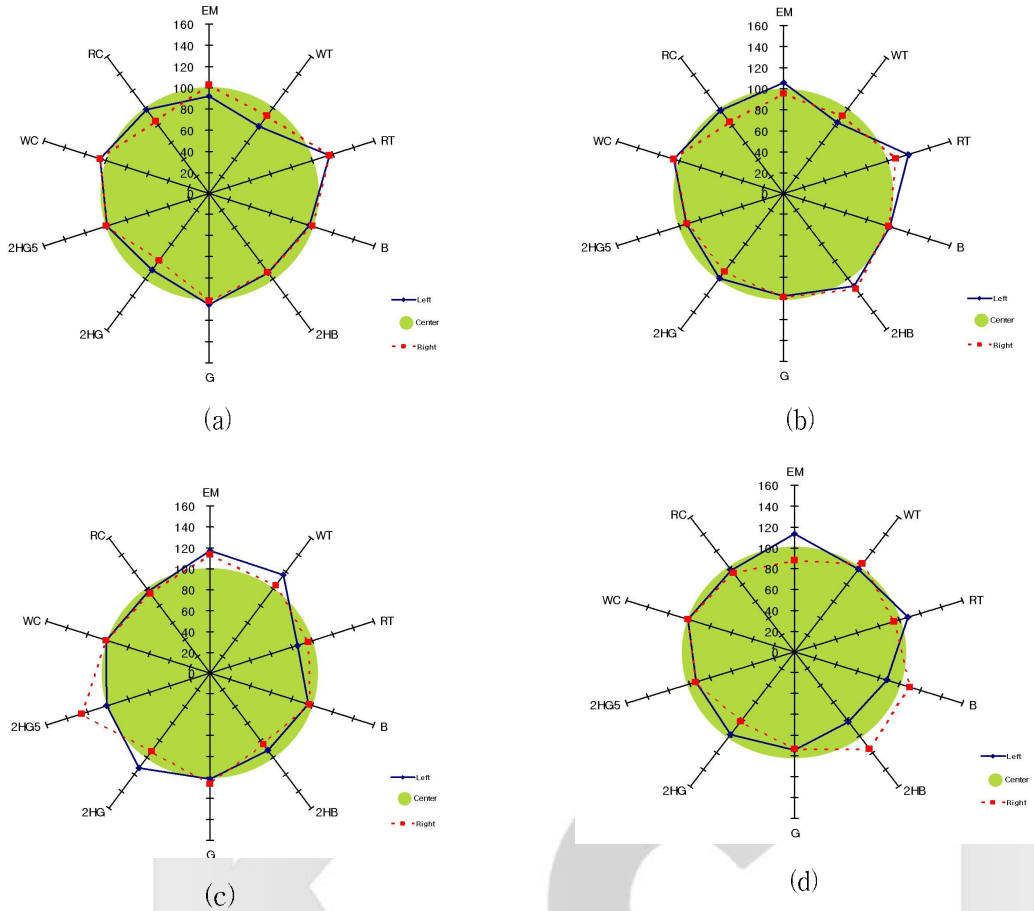 EM
160
140
120
100
80
60
40
20
0
WT
RT
B
2HB
G
2HG
2HG5
WC
RC
Left
Center
Right
(a)
EM
160
140
120
100
80
60
40
20
0
WT
RT
B
2HB
G
2HG
2HG5
WC
RC
Left
Center
Right
(b)
EM
160
140
120
100
80
60
40
20
0
WT
RT
B
2HB
G
2HG
2HG5
WC
RC
Left
Center
Right
(c)
EM
160
140
120
100
80
60
40
20
0
WT
RT
B
2HB
G
2HG
2HG5
WC
RC
Left
Center
Right
(d)